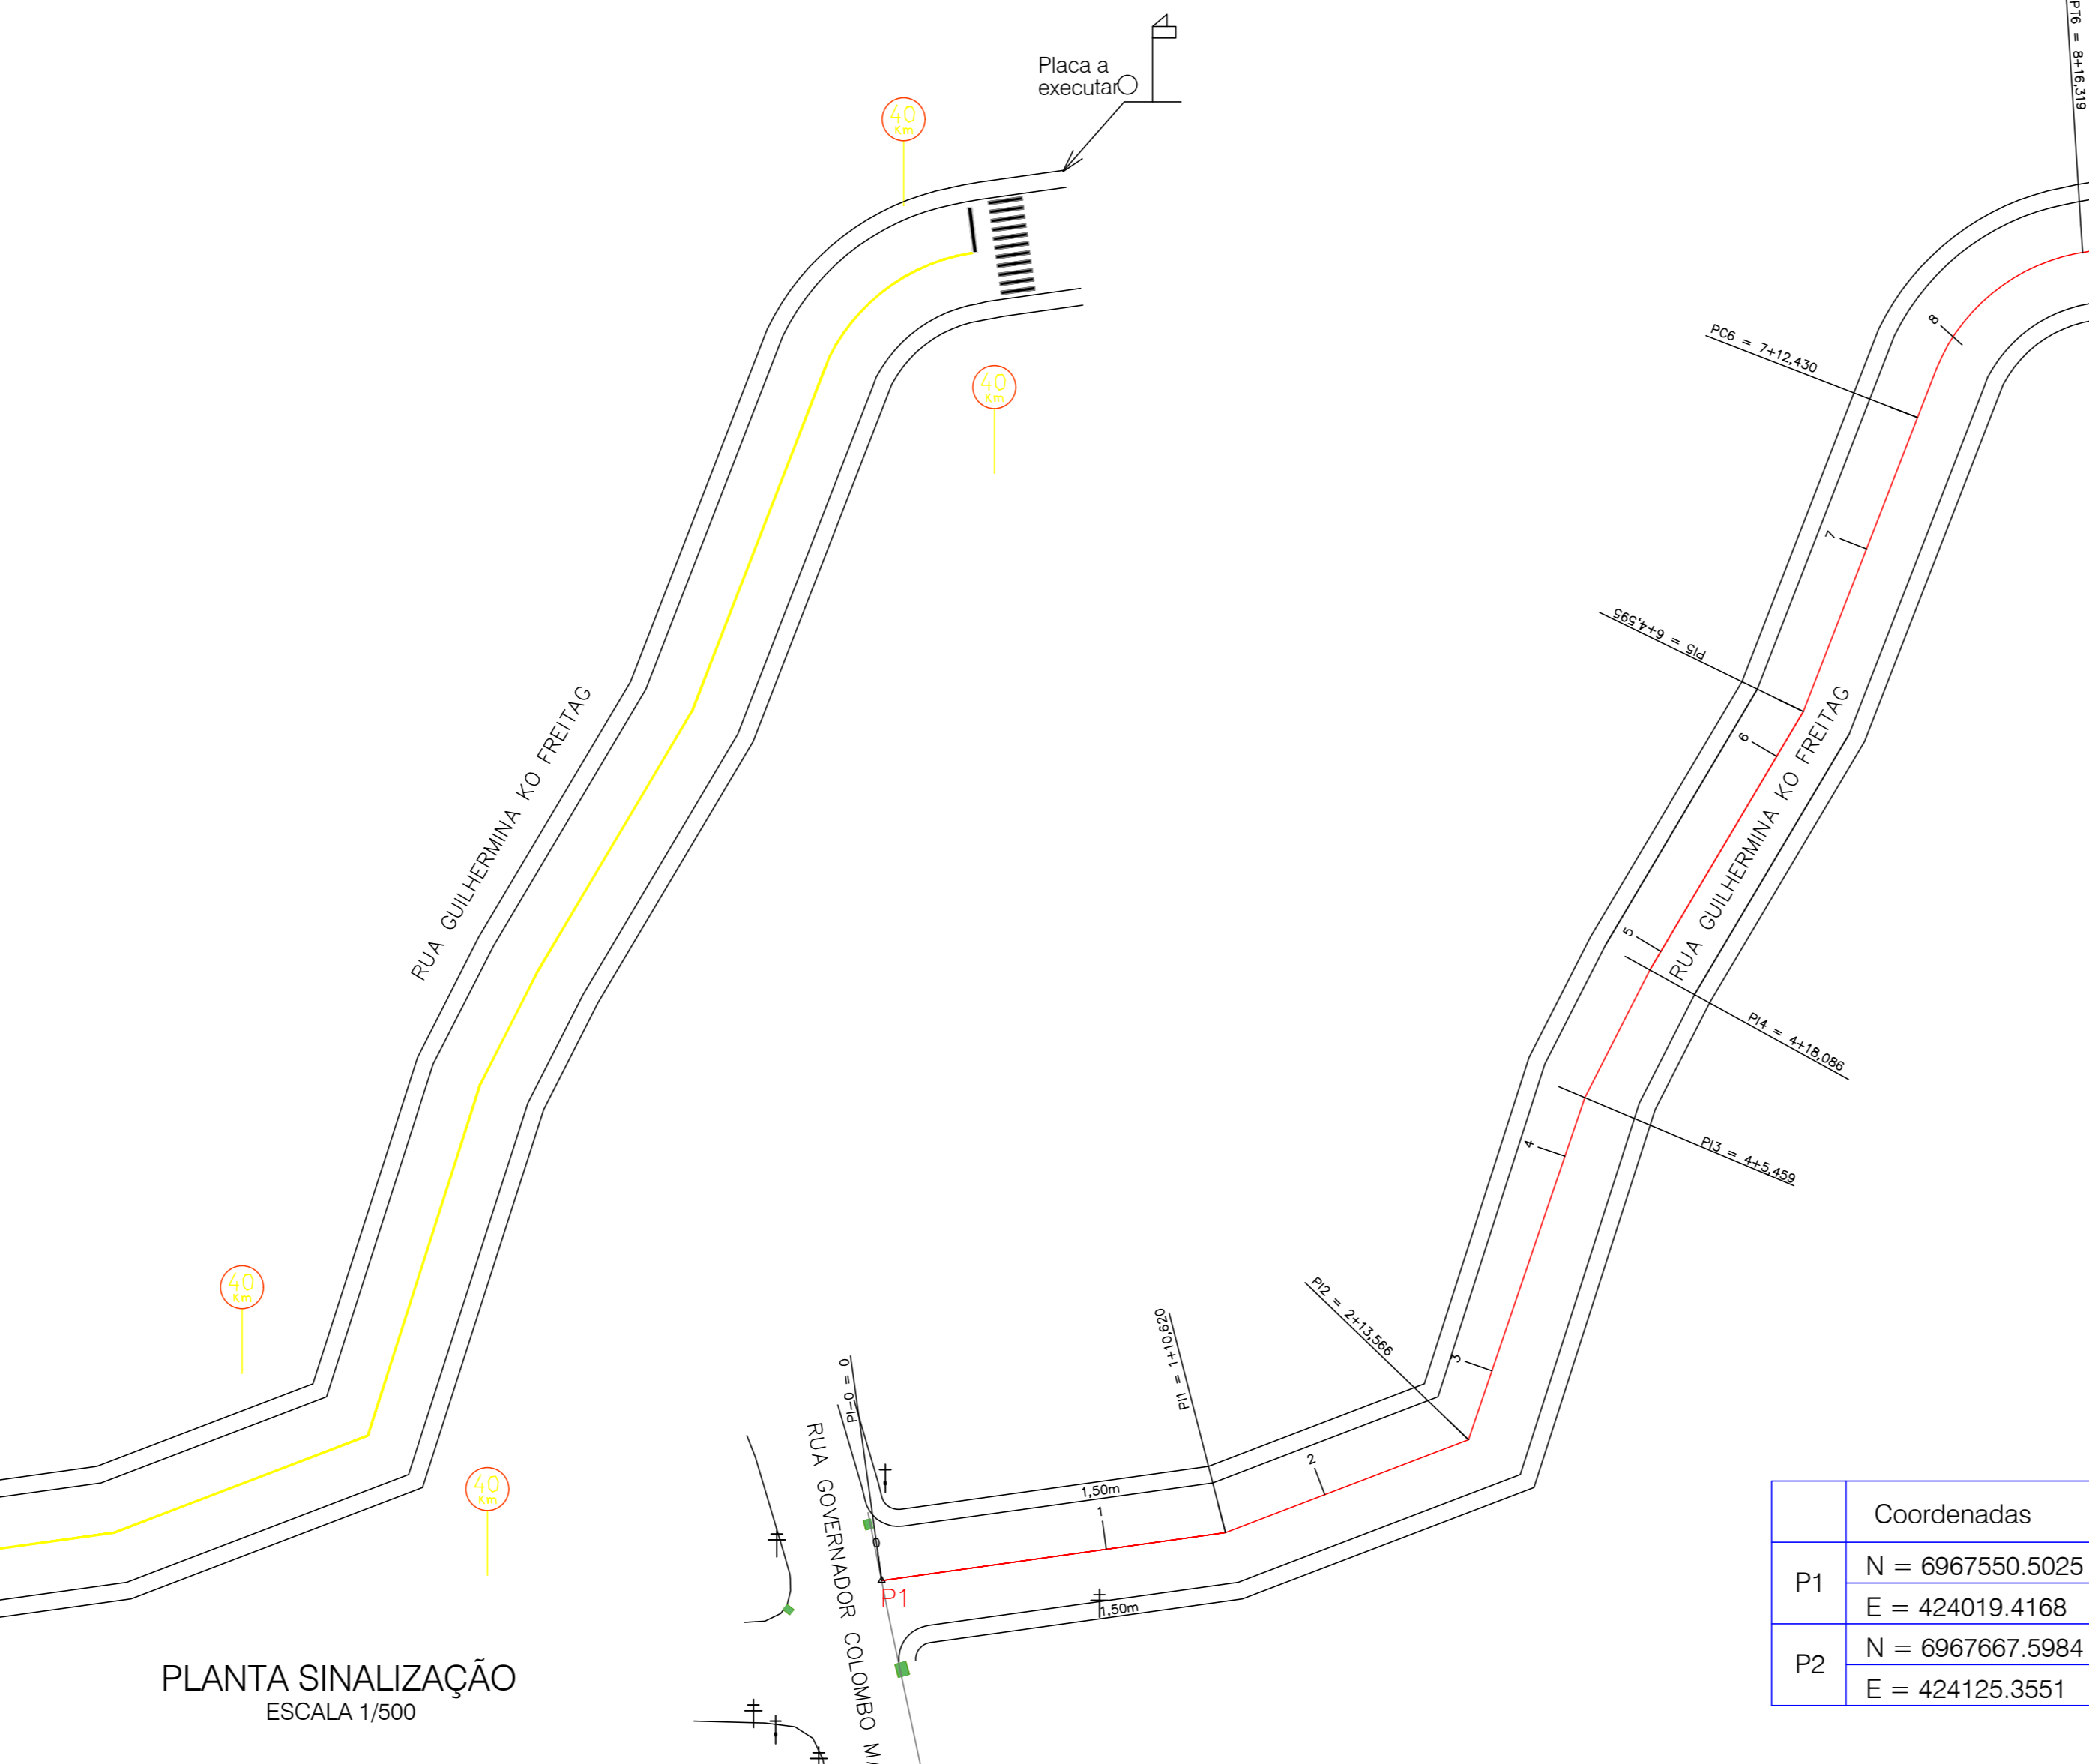 Placa a
executar
40
Km
40
Km
RUA GUILHERMINA KO FREITAG
40
Km
40
Km
PLANTA SINALIZAÇÃO
ESCALA 1/500
PT6 = 8+16,319
8
PC6 = 7+12,430
7
PI5 = 6+4,595
6
RUA GUILHERMINA KO FREITAG
5
PI4 = 4+18,086
PI3 = 4+5,459
4
3
PI2 = 2+13,566
2
PI1 = 1+10,620
1
1,50m
1,50m
PI-0 = 0
0
P1
RUA GOVERNADOR COLOMBO
Coordenadas
P1
N = 6967550.5025
E = 424019.4168
P2
N = 6967667.5984
E = 424125.3551